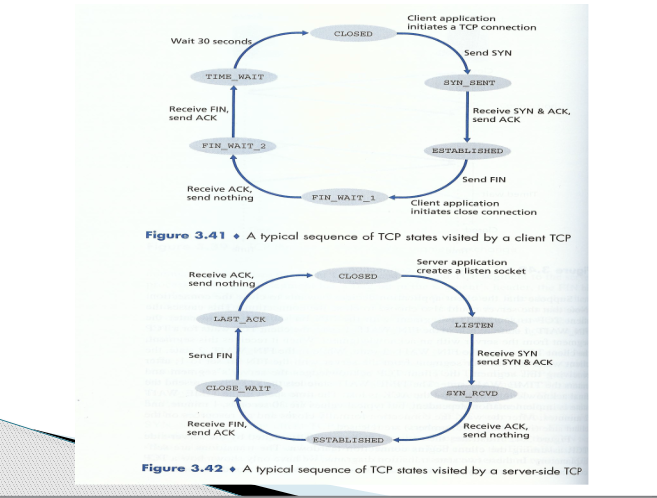 Client application
initiates a TCP connection
CLOSED
Wait 30 seconds
Send SYN
TIME_WAIT
SYN_SENT
Receive FIN,
send ACK
Receive SYN & ACK,
send ACK
FIN_WAIT_2
ESTABLISHED
Send FIN
Receive ACK,
send nothing
FIN_WAIT_1
Client application
initiates close connection
Figure 3.41 ♦ A typical sequence of TCP states visited by a client TCP
Server application
creates a listen socket
Receive ACK,
send nothing
CLOSED
LAST_ACK
LISTEN
Send FIN
Receive SYN
send SYN & ACK
CLOSE_WAIT
SYN_RCVD
Receive FIN,
send ACK
Receive ACK,
send nothing
ESTABLISHED
Figure 3.42 ♦ A typical sequence of TCP states visited by a server-side TCP